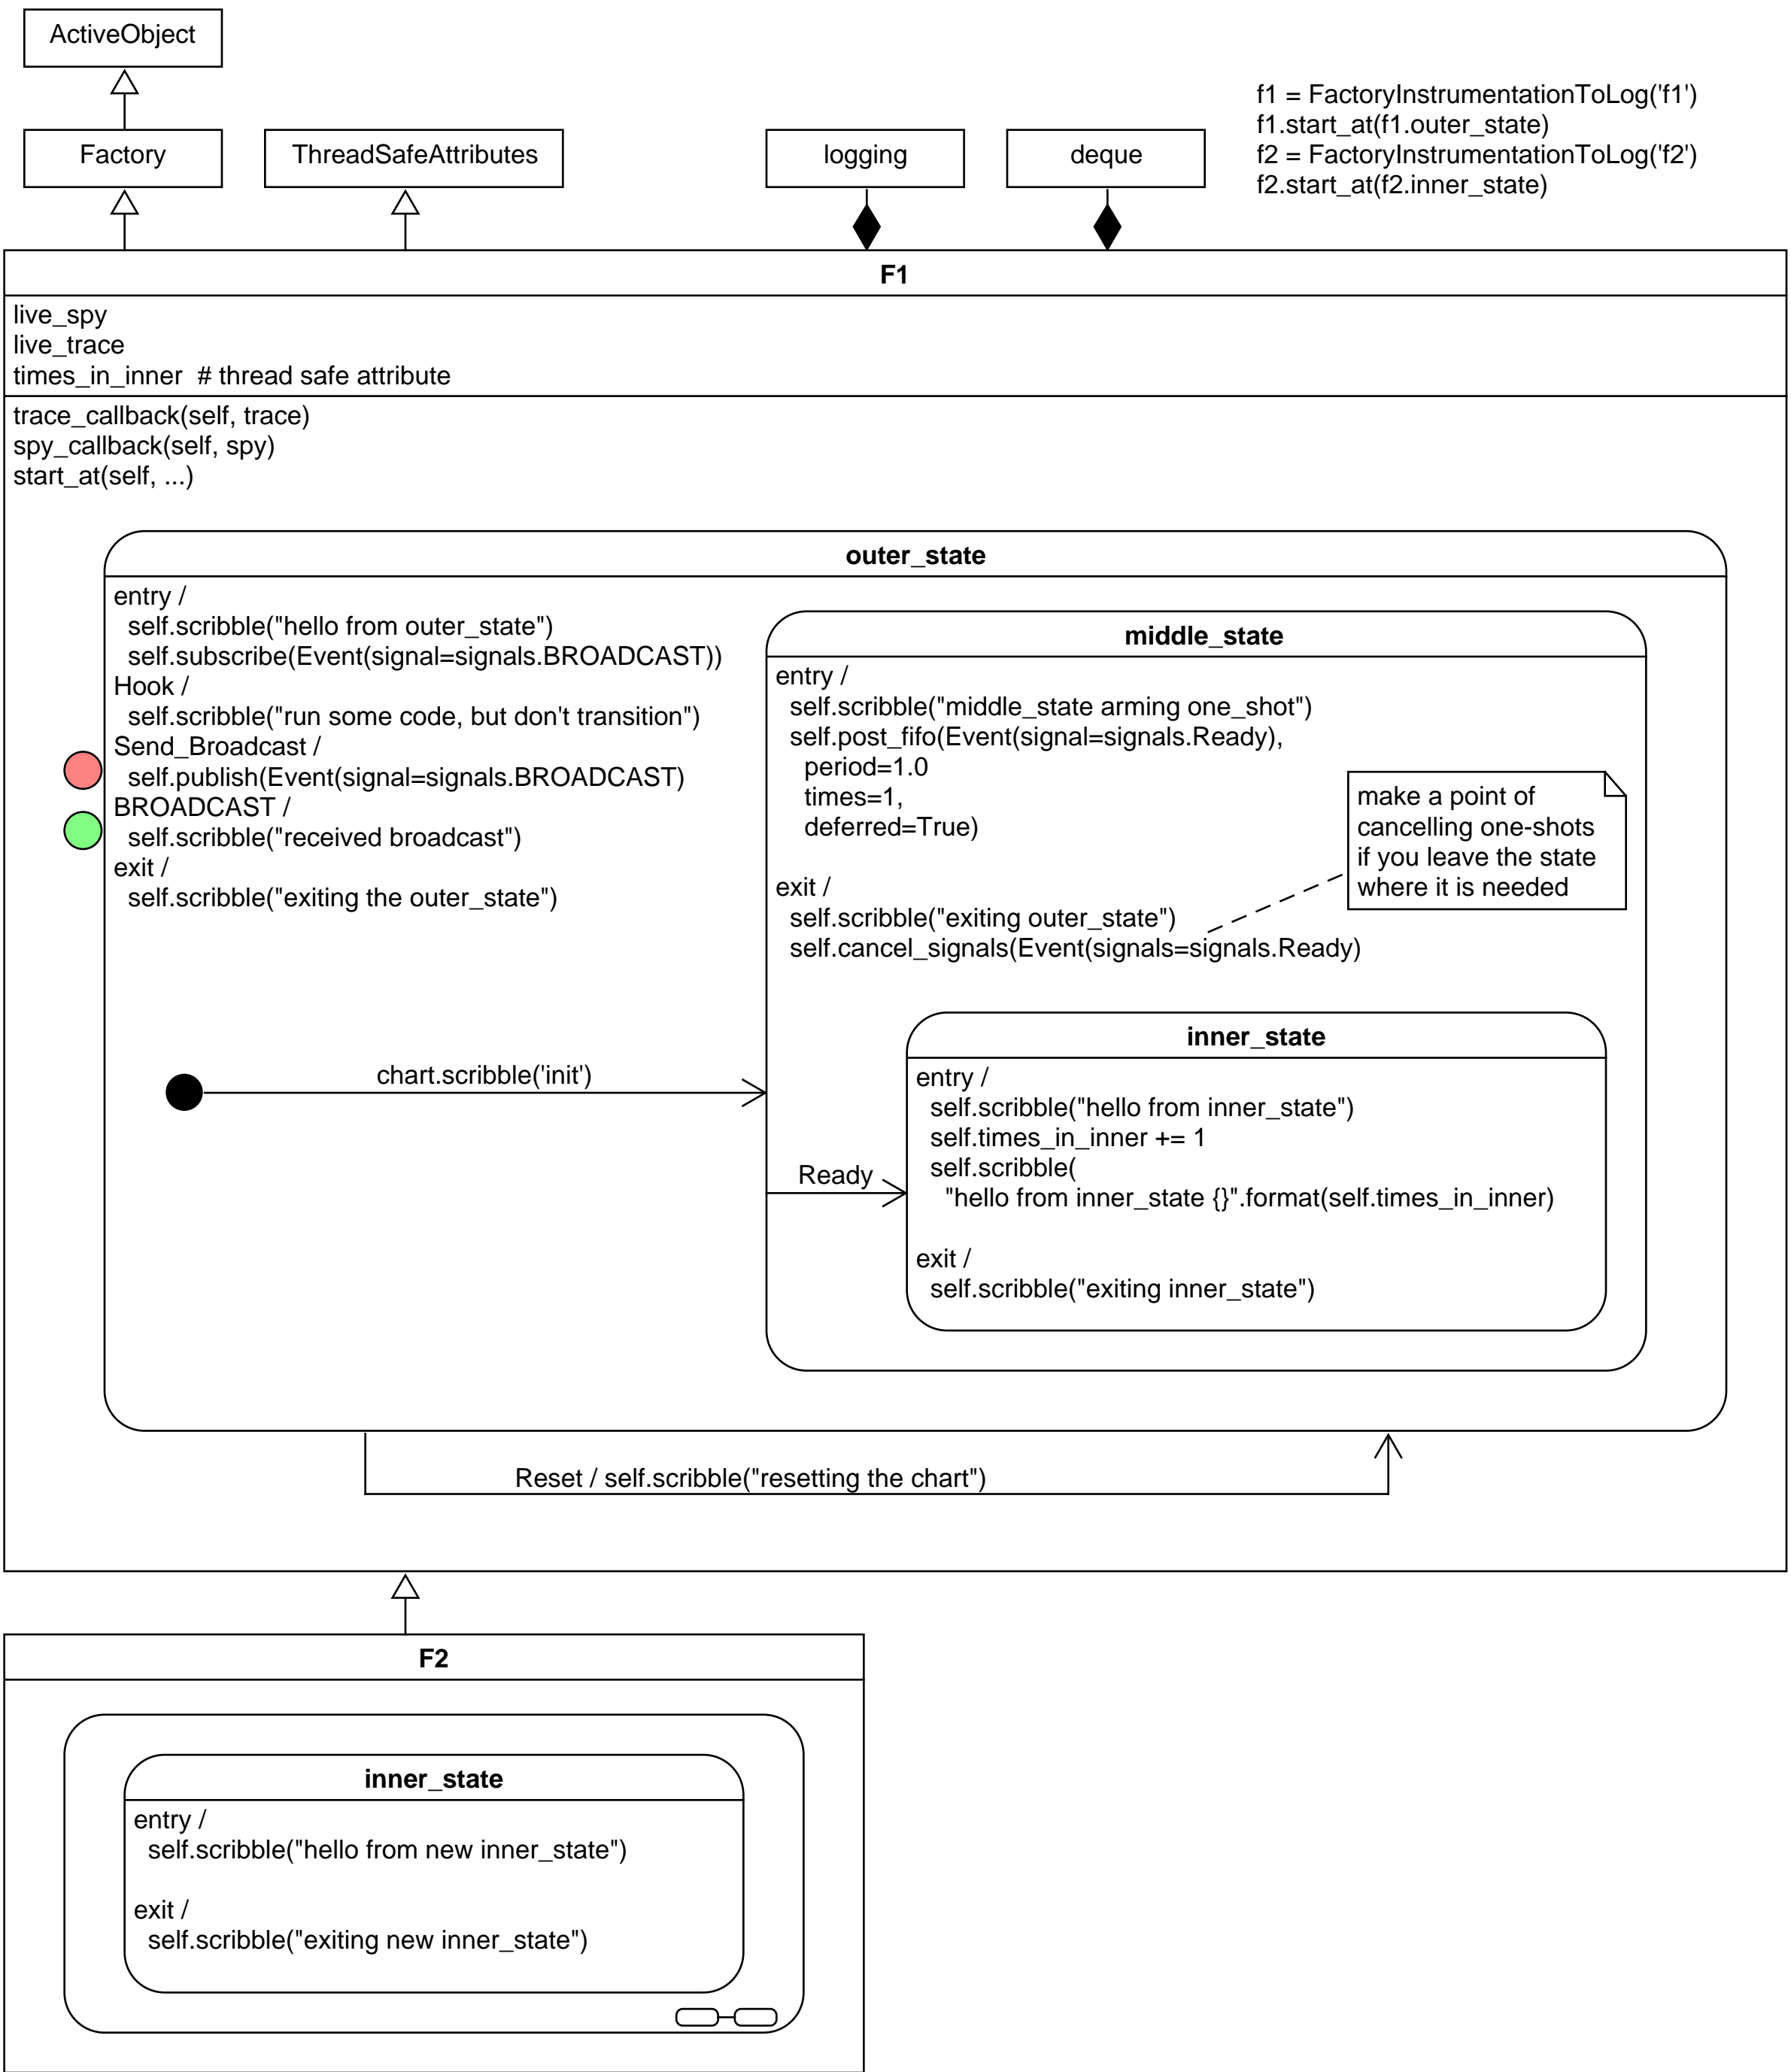 ActiveObject
Factory
ThreadSafeAttributes
logging
deque
f1 = FactoryInstrumentationToLog('f1')
f1.start_at(f1.outer_state)
f2 = FactoryInstrumentationToLog('f2')
f2.start_at(f2.inner_state)
F1
live_spy
live_trace
times_in_inner  # thread safe attribute
trace_callback(self, trace)
spy_callback(self, spy)
start_at(self, ...)
outer_state
entry /
self.scribble("hello from outer_state")
self.subscribe(Event(signal=signals.BROADCAST))
Hook /
self.scribble("run some code, but don't transition")
Send_Broadcast /
self.publish(Event(signal=signals.BROADCAST)
BROADCAST /
self.scribble("received broadcast")
exit /
self.scribble("exiting the outer_state")
middle_state
entry /
self.scribble("middle_state arming one_shot")
self.post_fifo(Event(signal=signals.Ready),
period=1.0
times=1,
deferred=True)
exit /
self.scribble("exiting outer_state")
self.cancel_signals(Event(signals=signals.Ready)
make a point of
cancelling one-shots
if you leave the state
where it is needed
chart.scribble('init')
Ready
inner_state
entry /
self.scribble("hello from inner_state")
self.times_in_inner += 1
self.scribble(
"hello from inner_state {}".format(self.times_in_inner)
exit /
self.scribble("exiting inner_state")
Reset / self.scribble("resetting the chart")
F2
inner_state
entry /
self.scribble("hello from new inner_state")
exit /
self.scribble("exiting new inner_state")